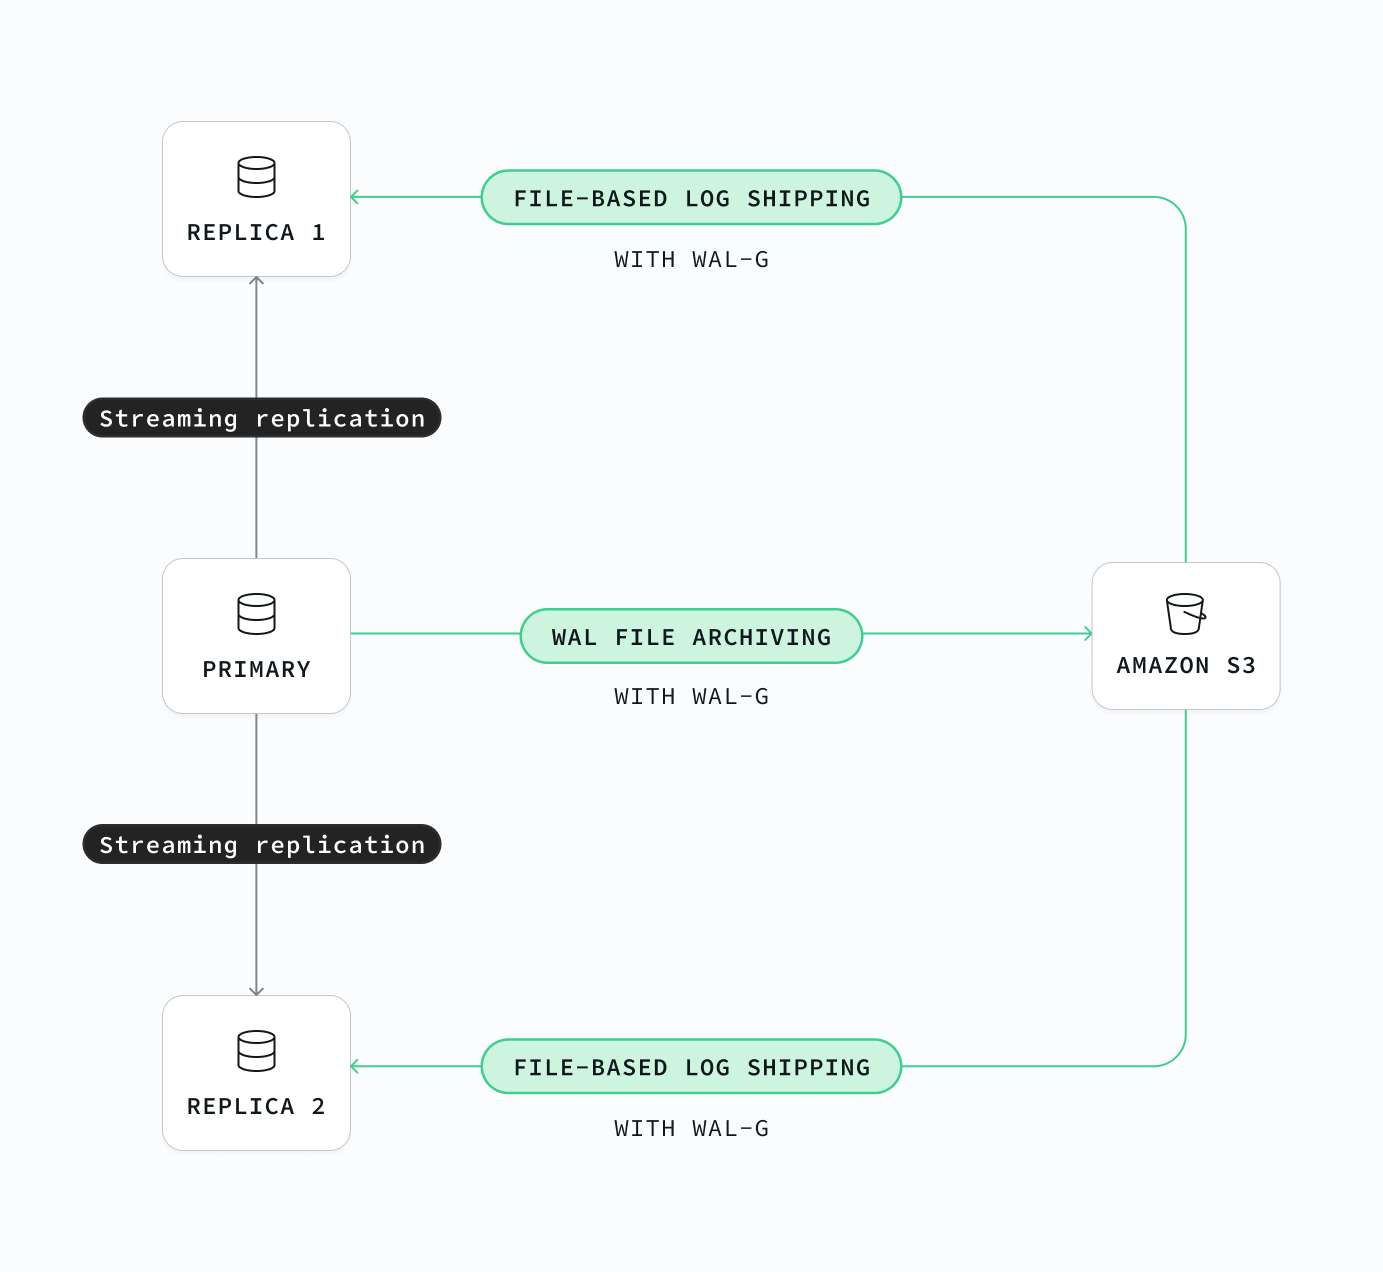 FILE-BASED LOG SHIPPING
REPLICA 1
WITH WAL-G
Streaming replication
WAL FILE ARCHIVING
PRIMARY
AMAZON S3
WITH WAL-G
Streaming replication
FILE-BASED LOG SHIPPING
REPLICA 2
WITH WAL-G